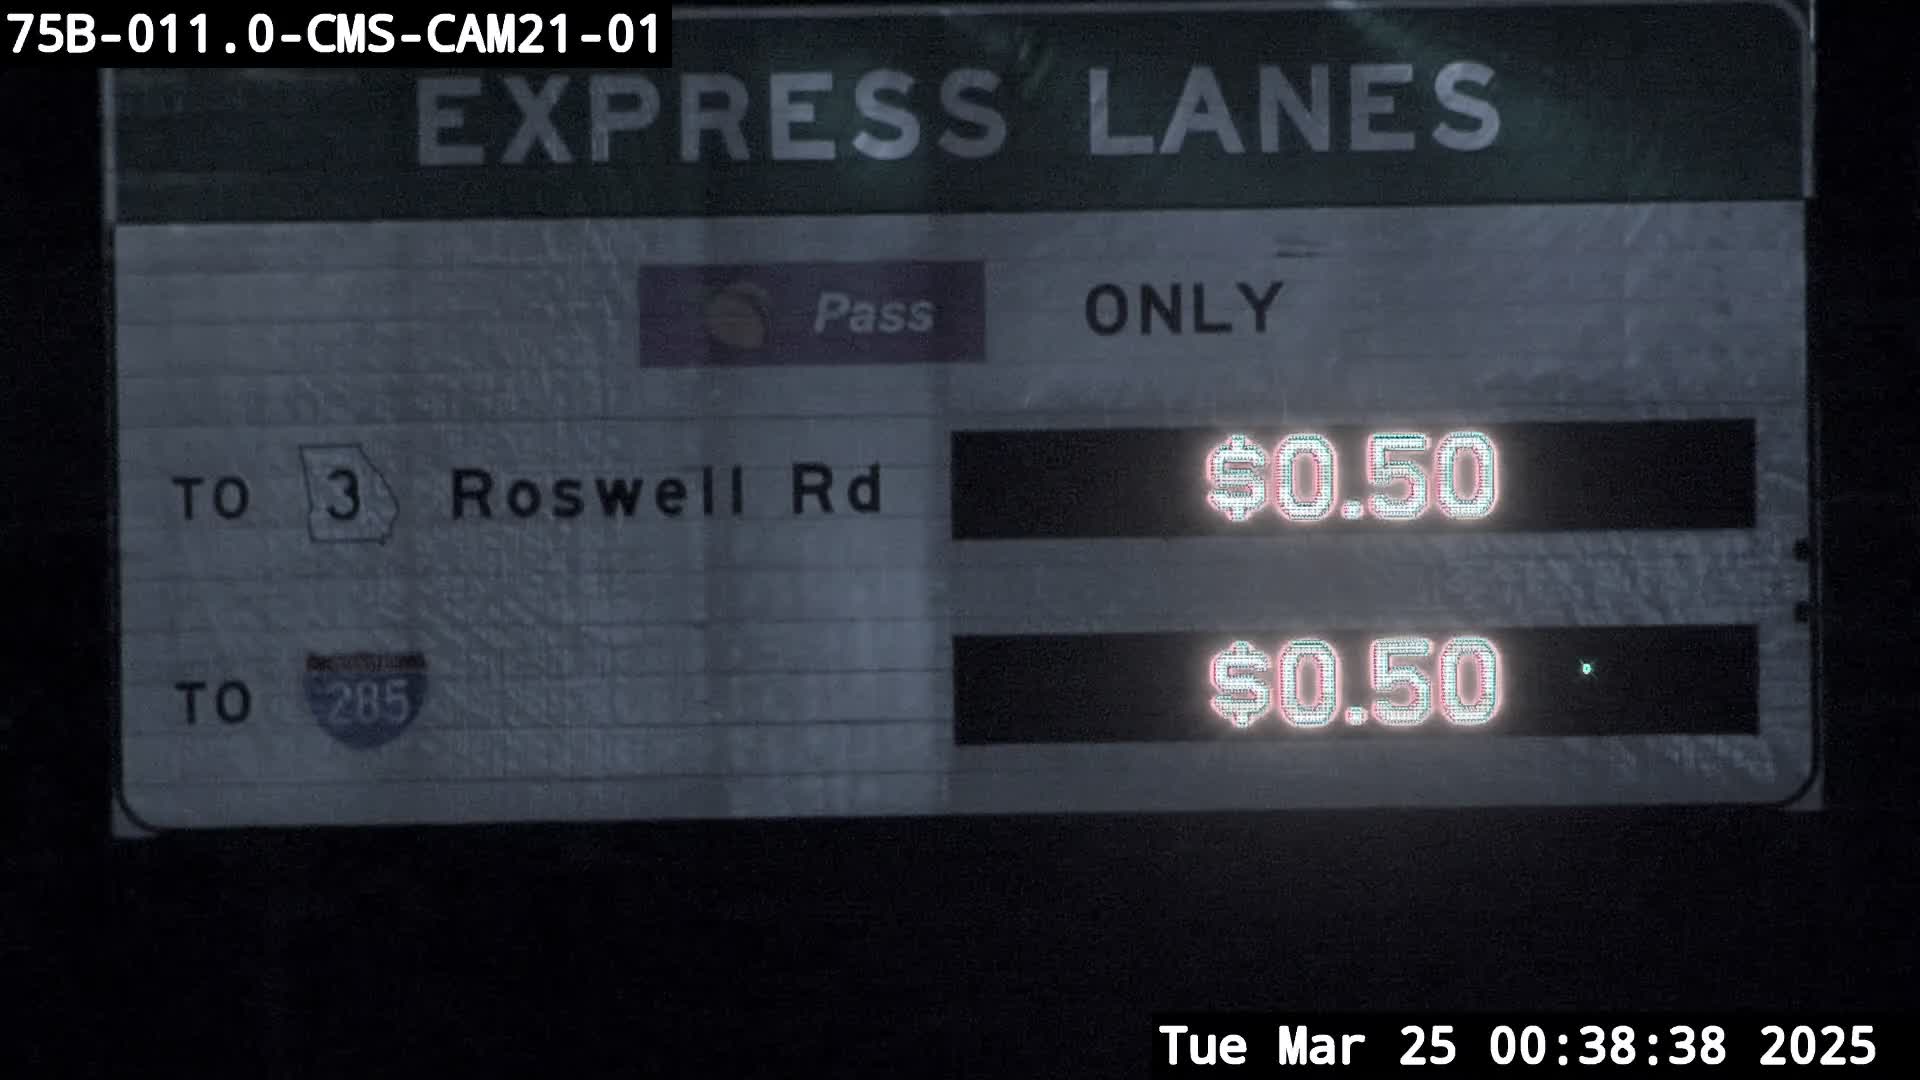 75B-011.0-CMS-CAM21-01
EXPRESS LANES
Pass ONLY
TO 3 Roswell Rd $0.50
TO 285 $0.50
Tue Mar 25 00:38:38 2025